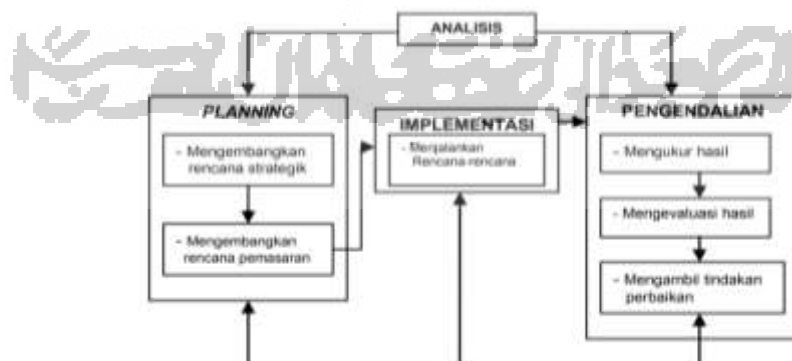 ANALISIS
PLANNING
- Mengembangkan
rencana strategik
- Mengembangkan
rencana pemasaran
IMPLEMENTASI
- Menjalankan
Rencana-rencana
PENGENDALIAN
- Mengukur hasil
- Mengevaluasi hasil
- Mengambil tindakan
perbaikan